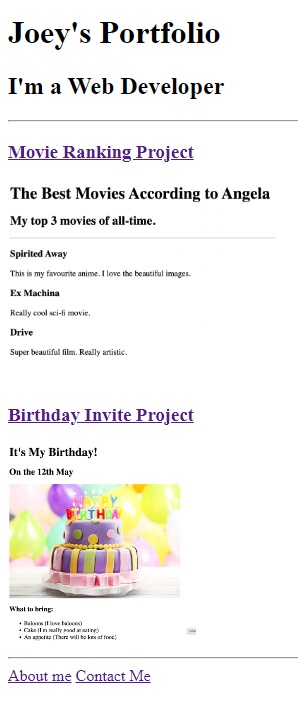 Joey's Portfolio
I'm a Web Developer
Movie Ranking Project
The Best Movies According to Angela
My top 3 movies of all-time.
Spirited Away
This is my favourite anime. I love the beautiful images.
Ex Machina
Really cool sci-fi movie.
Drive
Super beautiful film. Really artistic.
Birthday Invite Project
It's My Birthday!
On the 12th May
HAPPY
BIRTHDAY
What to bring:
Baloons (I love baloons)
Cake (I'm really good at eating)
An appetite (There will be lots of food)
About me Contact Me